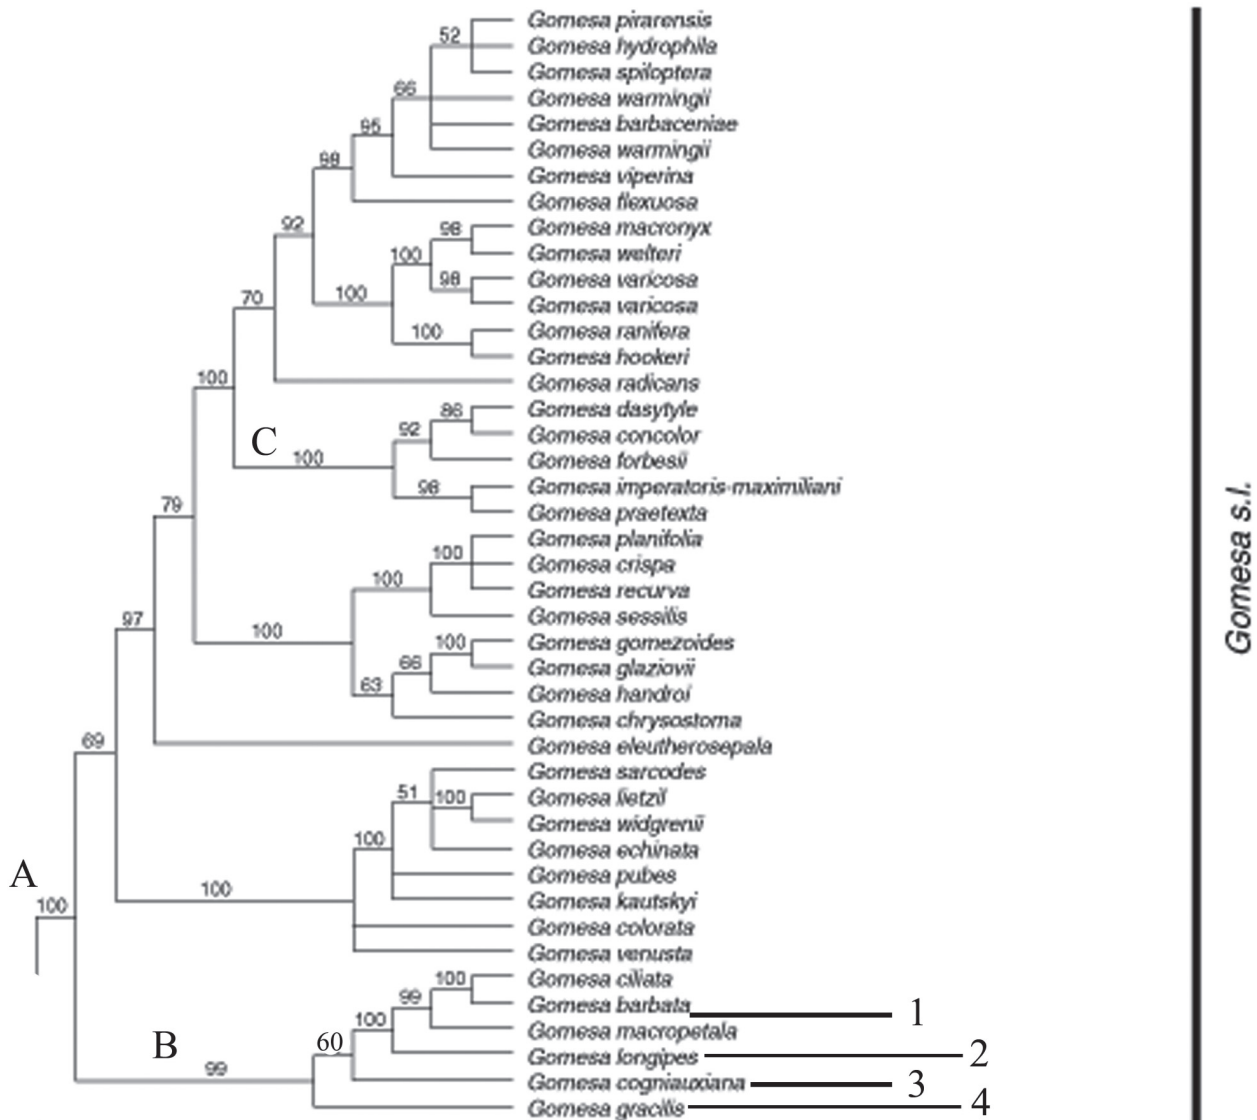 52
Gomesa pirarensis
Gomesa hydrophila
Gomesa spiloptera
66
Gomesa warmingii
95
Gomesa barbaceniae
Gomesa warmingii
98
Gomesa viperina
Gomesa flexuosa
92
98
Gomesa macronyx
100
Gomesa welteri
98
Gomesa varicosa
70
100
Gomesa varicosa
100
Gomesa ranifera
Gomesa hookeri
100
Gomesa radicans
86
Gomesa dasytyle
C
92
Gomesa concolor
100
Gomesa forbesii
98
Gomesa imperatoris-maximiliani
79
Gomesa praetexta
Gomesa planifolia
100
Gomesa crispa
100
Gomesa recurva
97
Gomesa sessilis
100
100
Gomesa gomezoides
66
Gomesa glaziovii
63
Gomesa handroi
Gomesa chrysostoma
69
Gomesa eleutherosepala
Gomesa sarcodes
51
100
Gomesa lietzii
Gomesa widgrenii
100
Gomesa echinata
A
100
Gomesa pubes
100
Gomesa kautskyi
Gomesa colorata
Gomesa venusta
100
Gomesa ciliata
99
Gomesa barbata 1
100
Gomesa macropetala
B
60
Gomesa longipes 2
99
Gomesa cogniauxiana 3
Gomesa gracilis 4
Gomesa s.l.